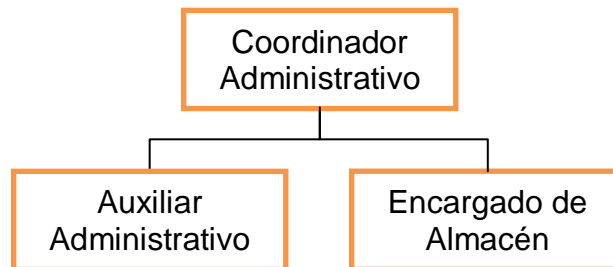 Coordinador
Administrativo
Auxiliar
Administrativo
Encargado de
Almacén